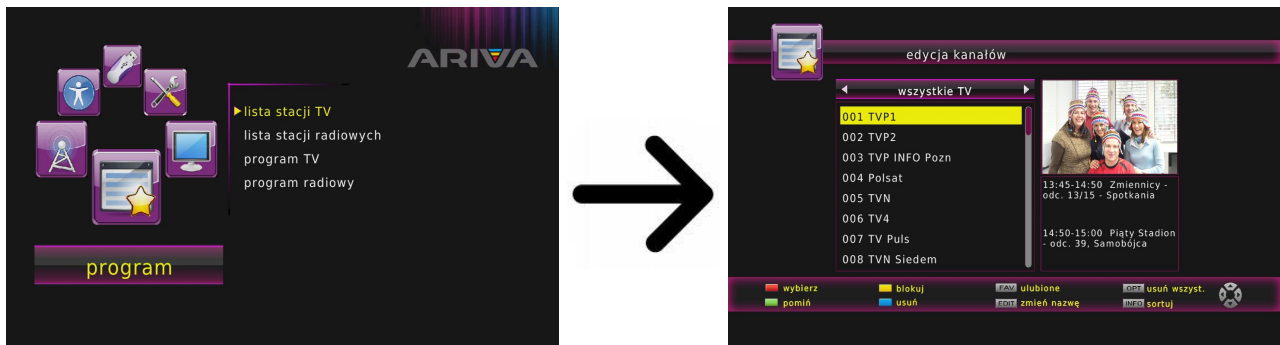 ARIVA
lista stacji TV
lista stacji radiowych
program TV
program radiowy
program
edycja kanałów
wszystkie TV
001 TVP1
002 TVP2
003 TVP INFO Pozn
004 Polsat
005 TVN
006 TV4
007 TV Puls
008 TVN Siedem
13:45-14:50 Zmiennicy -
odc. 13/15 - Spotkania
14:50-15:00 Piąty Stadion
- odc. 39, Samobójca
wybierz blokuj FAV ulubione OPT usuń wszyst.
pomiń usuń EDIT zmień nazwę INFO sortuj